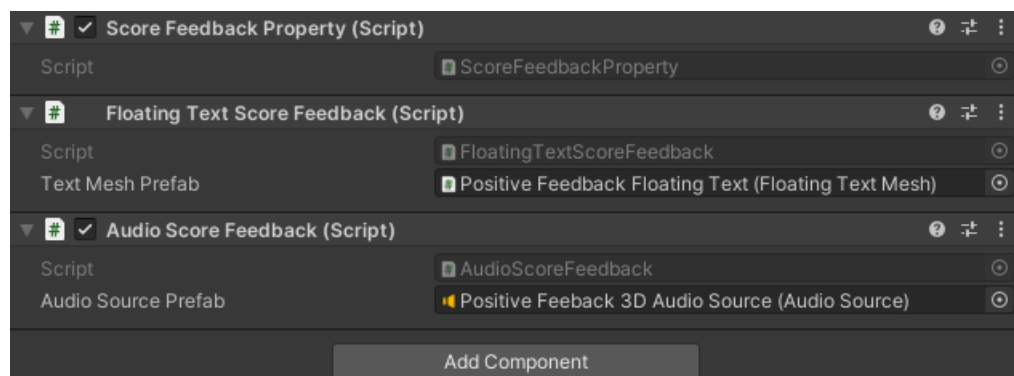 Score Feedback Property (Script)
Script ScoreFeedbackProperty
Floating Text Score Feedback (Script)
Script FloatingTextScoreFeedback
Text Mesh Prefab Positive Feedback Floating Text (Floating Text Mesh)
Audio Score Feedback (Script)
Script AudioScoreFeedback
Audio Source Prefab Positive Feeback 3D Audio Source (Audio Source)
Add Component